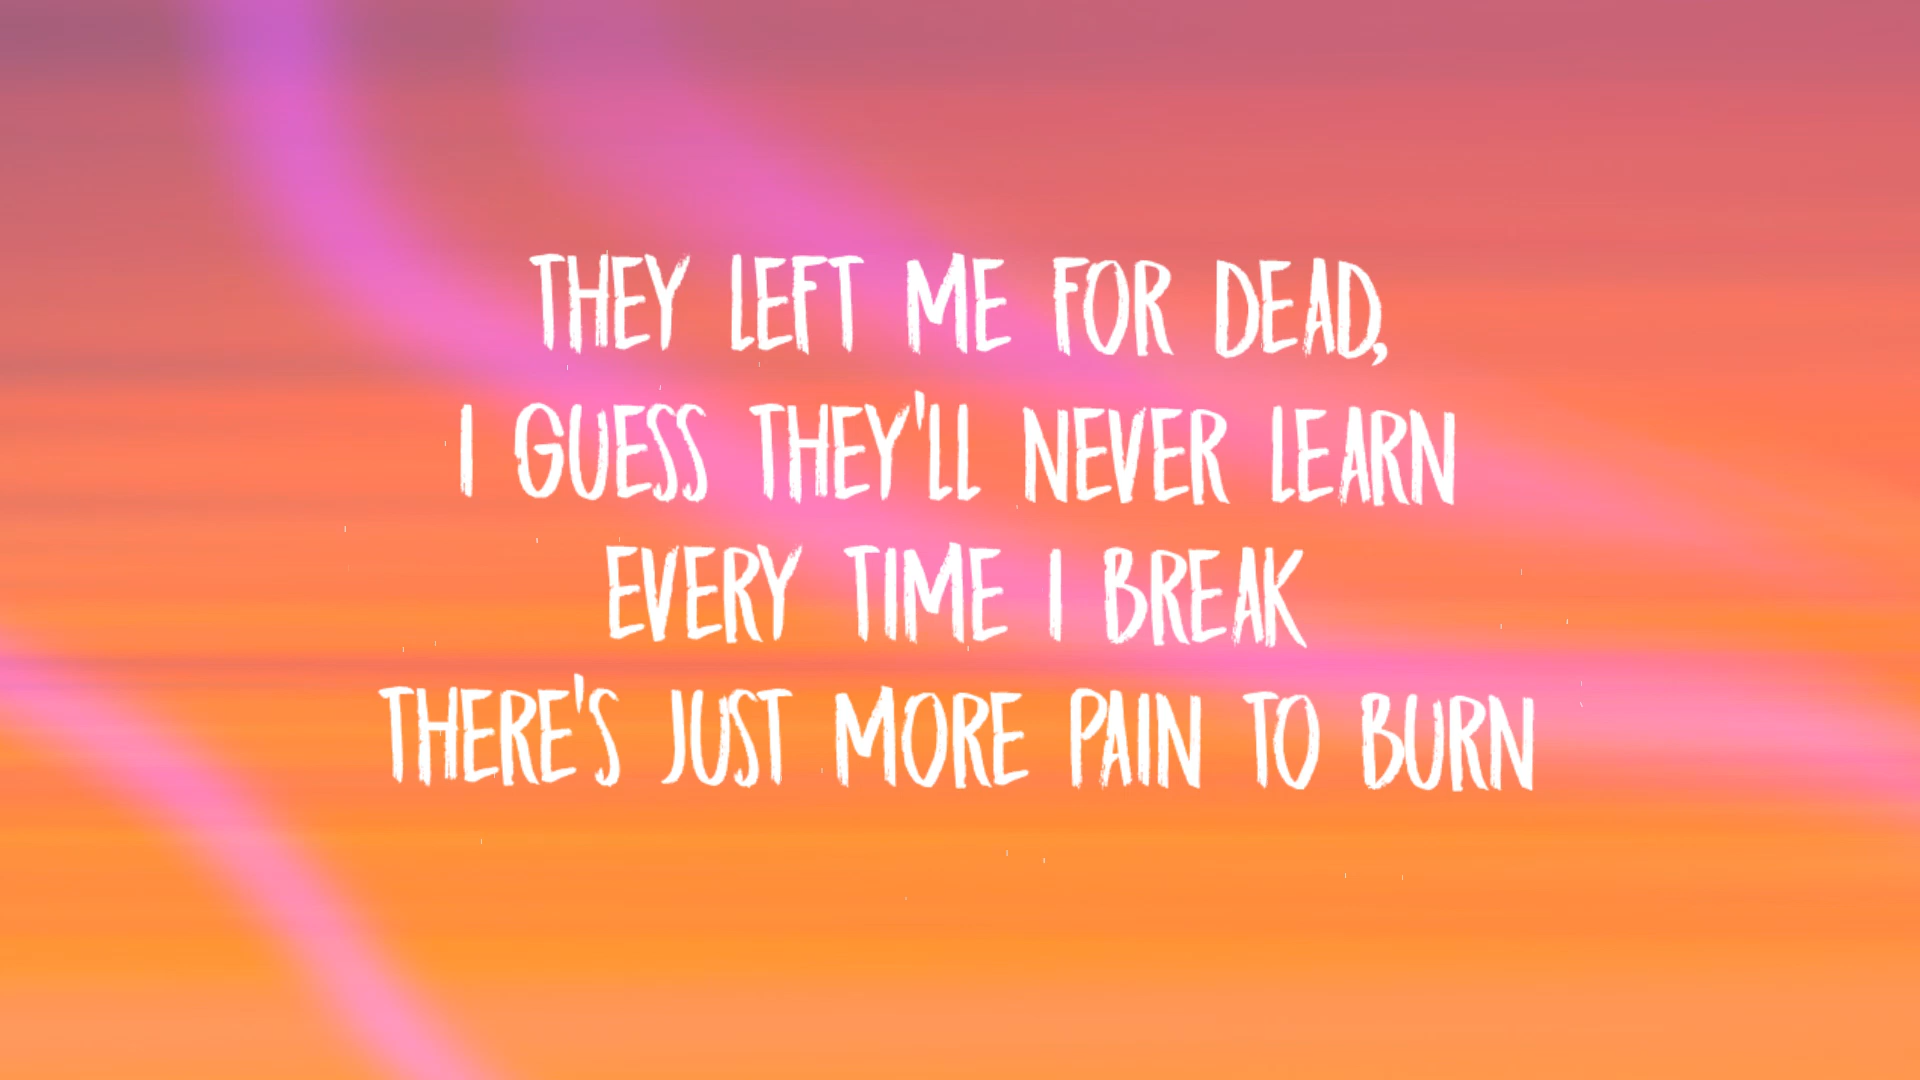 THEY LEFT ME FOR DEAD,
I GUESS THEY'LL NEVER LEARN
EVERY TIME I BREAK
THERE'S JUST MORE PAIN TO BURN